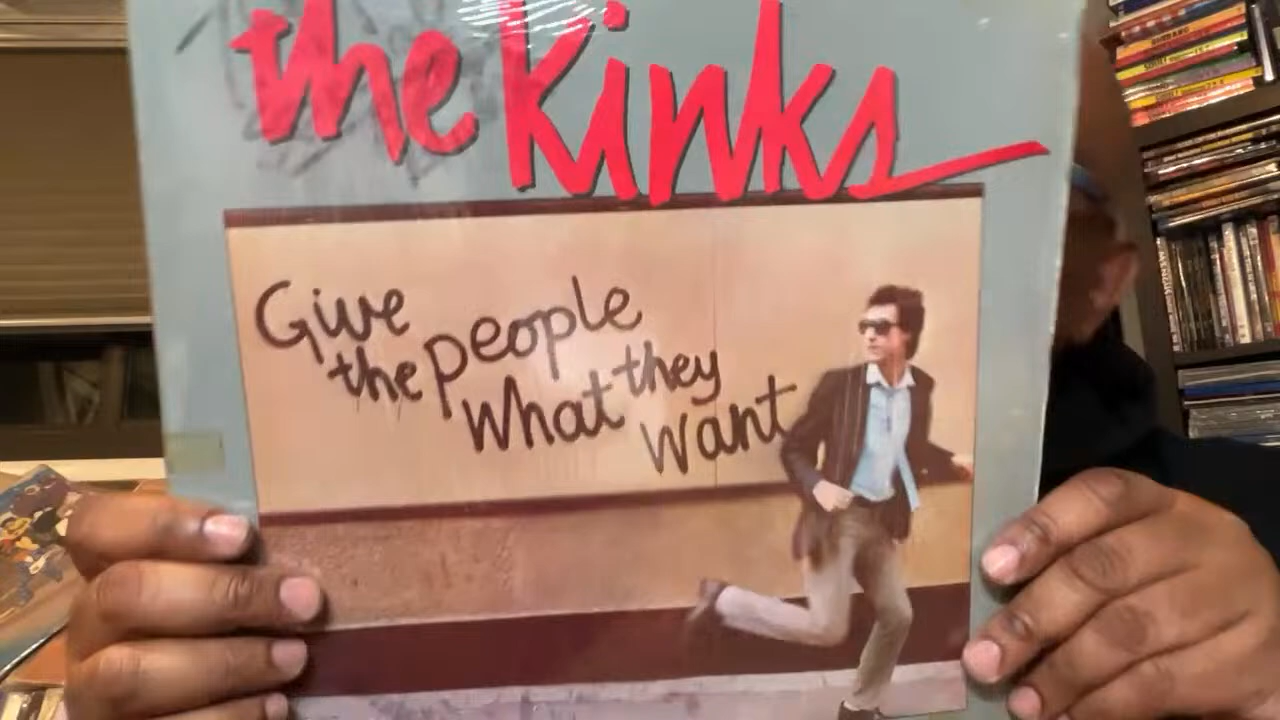 the Kinks
Give
the people
what they
want